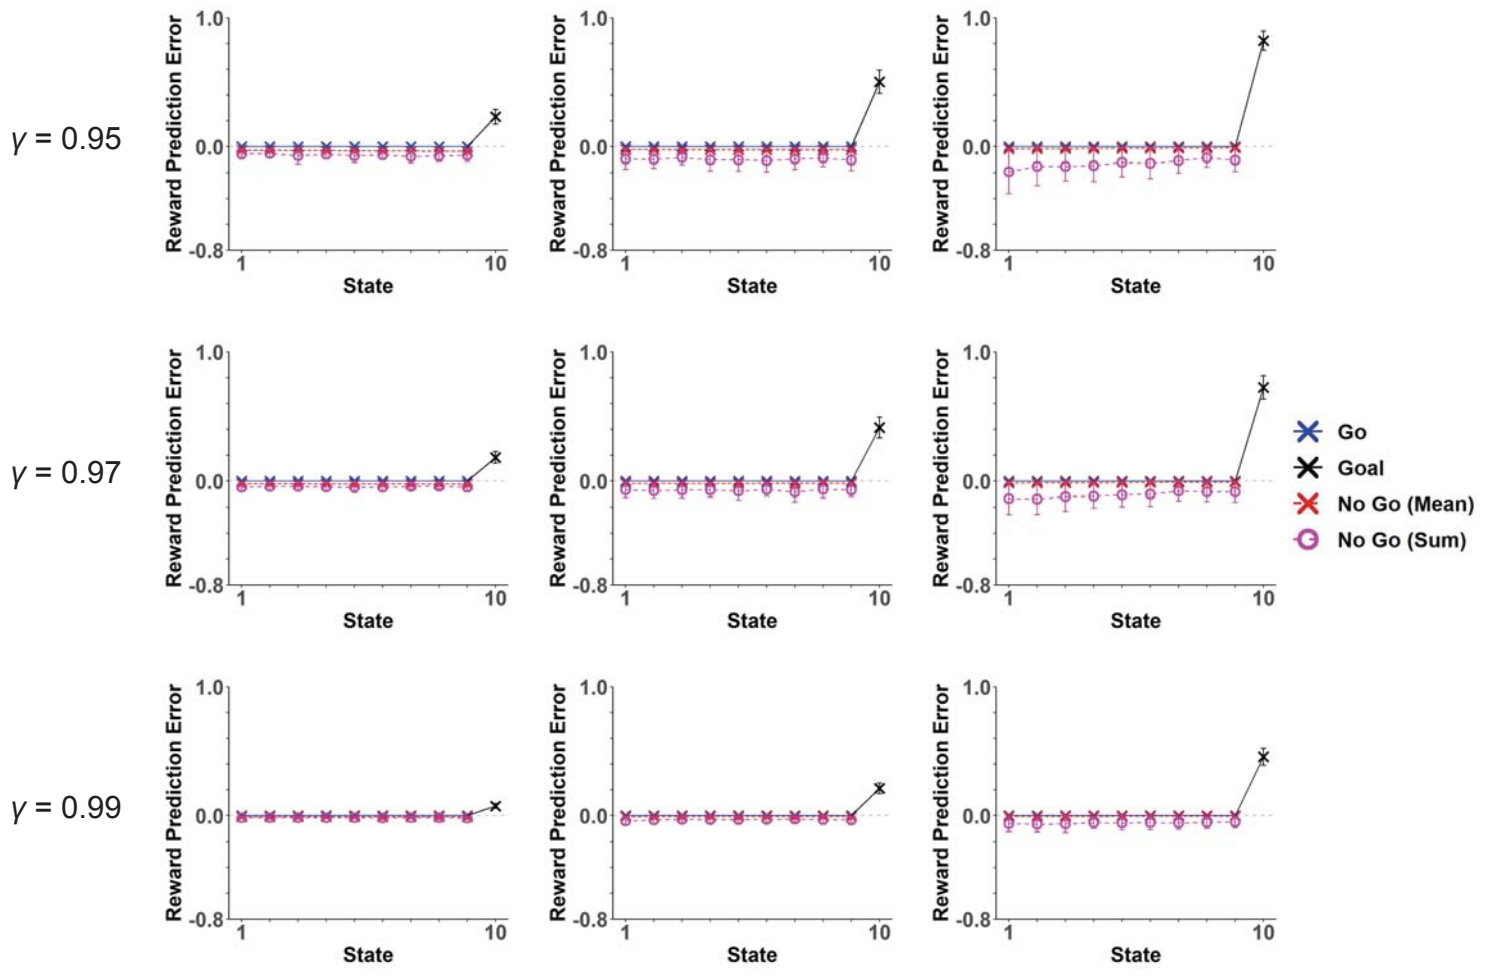 γ = 0.95
Reward Prediction Error
1.0
0.0
-0.8
1
10
State
Reward Prediction Error
1.0
0.0
-0.8
1
10
State
Reward Prediction Error
1.0
0.0
-0.8
1
10
State
γ = 0.97
Reward Prediction Error
1.0
0.0
-0.8
1
10
State
Reward Prediction Error
1.0
0.0
-0.8
1
10
State
Reward Prediction Error
1.0
0.0
-0.8
1
10
State
Go
Goal
No Go (Mean)
No Go (Sum)
γ = 0.99
Reward Prediction Error
1.0
0.0
-0.8
1
10
State
Reward Prediction Error
1.0
0.0
-0.8
1
10
State
Reward Prediction Error
1.0
0.0
-0.8
1
10
State